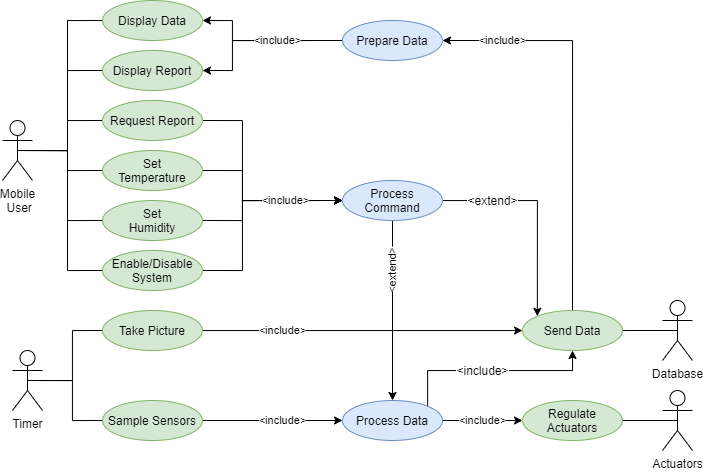 Display Data
<include>
Prepare Data
<include>
Display Report
Request Report
Mobile
User
Set
Temperature
<include>
Process
Command
<extend>
Set
Humidity
Enable/Disable
System
<extend>
Take Picture
<include>
Send Data
Database
Timer
Sample Sensors
<include>
Process Data
<include>
<include>
Regulate
Actuators
Actuators